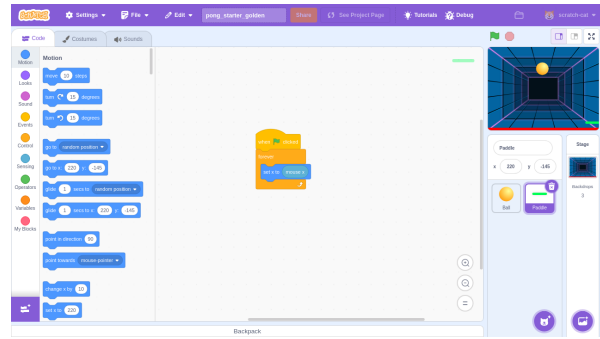 SCRATCH Settings File Edit pong_starter_golden Share See Project Page Tutorials Debug scratch-cat
Code Costumes Sounds
Motion
Looks
Sound
Events
Control
Sensing
Operators
Variables
My Blocks
Motion
move 10 steps
turn 15 degrees
turn 15 degrees
go to random position
go to x: 220 y: -145
glide 1 secs to random position
glide 1 secs to x: 220 y: -145
point in direction 90
point towards mouse-pointer
change x by 10
set x to 220
when clicked
forever
set x to mouse x
Paddle
x 220 y -145
Ball
Paddle
Stage
Backdrops
Backpack